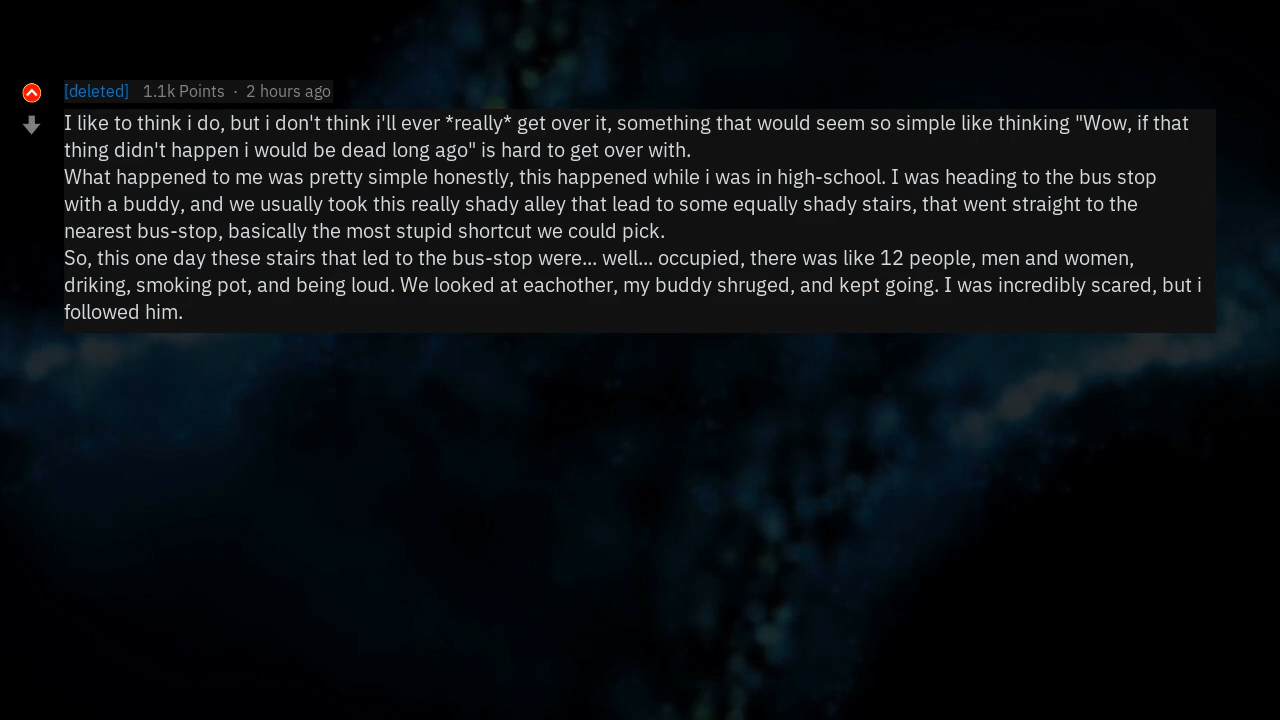 [deleted] 1.1k Points · 2 hours ago
I like to think i do, but i don't think i'll ever *really* get over it, something that would seem so simple like thinking "Wow, if that
thing didn't happen i would be dead long ago" is hard to get over with.
What happened to me was pretty simple honestly, this happened while i was in high-school. I was heading to the bus stop
with a buddy, and we usually took this really shady alley that lead to some equally shady stairs, that went straight to the
nearest bus-stop, basically the most stupid shortcut we could pick.
So, this one day these stairs that led to the bus-stop were... well... occupied, there was like 12 people, men and women,
driking, smoking pot, and being loud. We looked at eachother, my buddy shruged, and kept going. I was incredibly scared, but i
followed him.